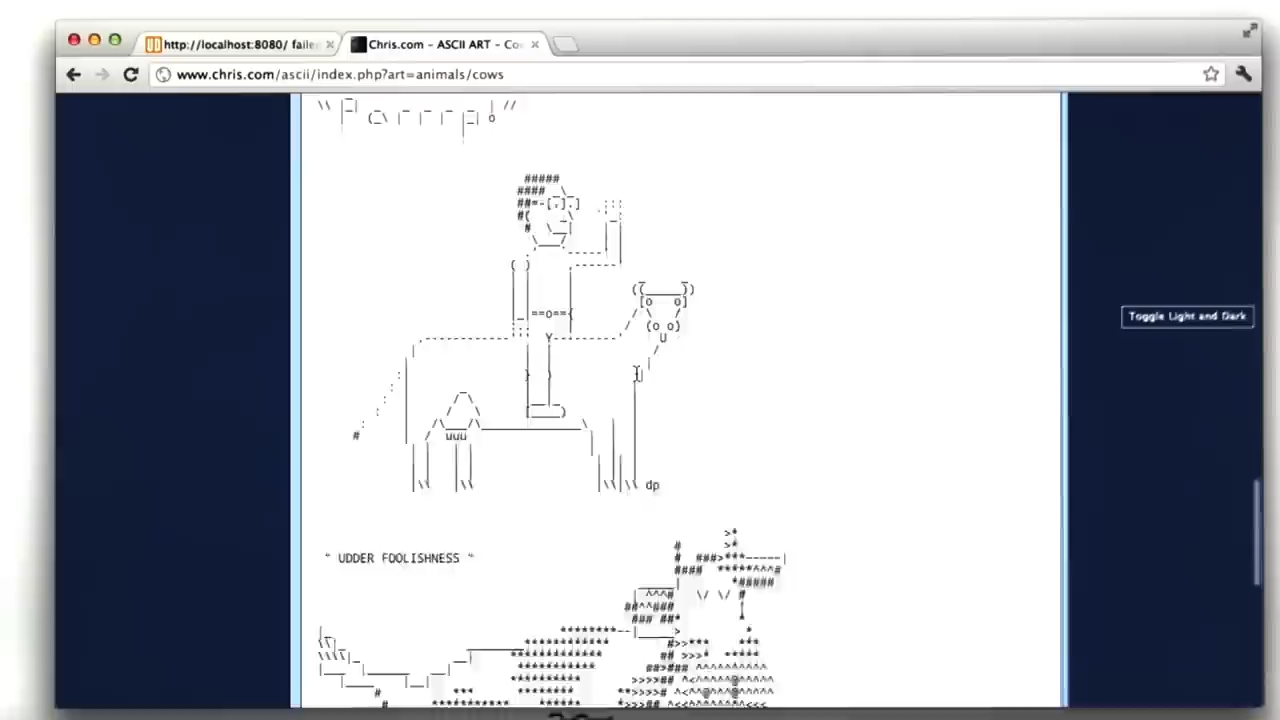 http://localhost:8080/ faile
Chris.com - ASCII ART - Co
www.chris.com/ascii/index.php?art=animals/cows
Toggle Light and Dark
dp
" UDDER FOOLISHNESS "